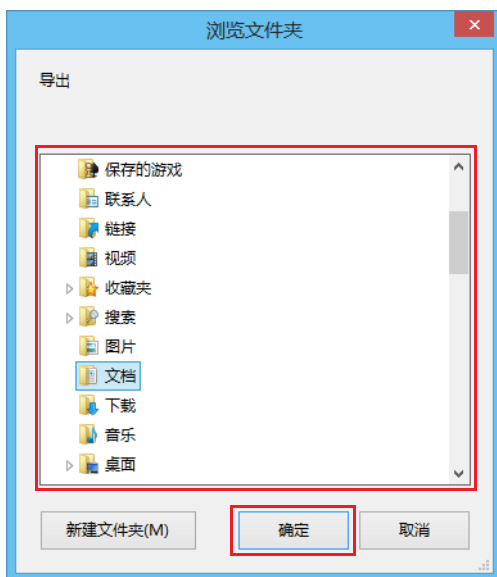 浏览文件夹
导出
保存的游戏
联系人
链接
视频
收藏夹
搜索
图片
文档
下载
音乐
桌面
新建文件夹(M) 确定 取消